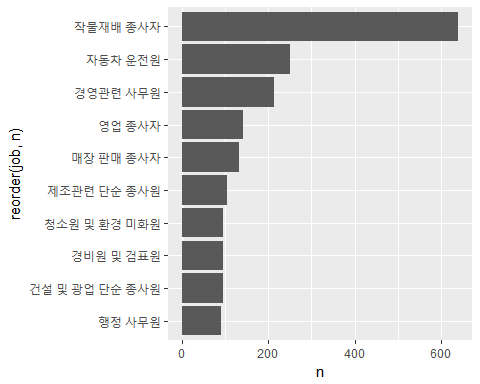 작물재배 종사자
자동차 운전원
경영관련 사무원
영업 종사자
매장 판매 종사자
제조관련 단순 종사원
청소원 및 환경 미화원
경비원 및 검표원
건설 및 광업 단순 종사원
행정 사무원
reorder(job, n)
0 200 400 600
n